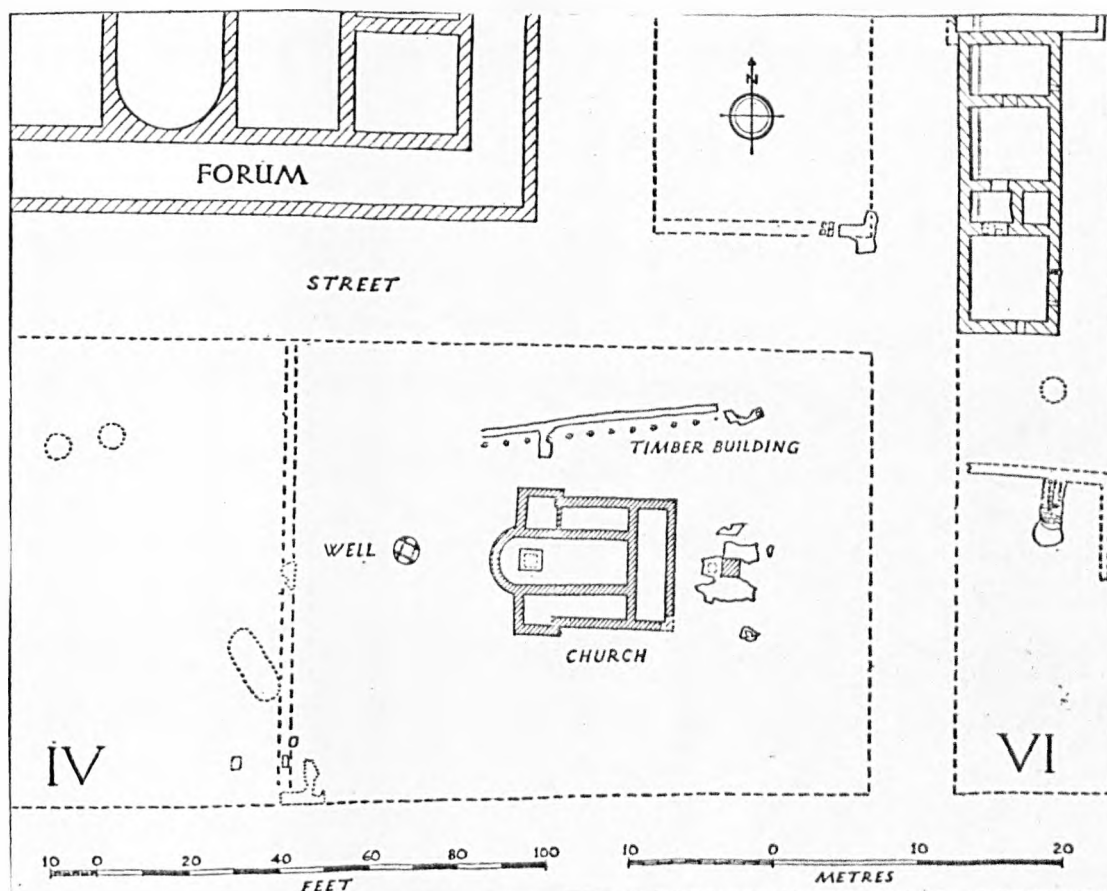 N
FORUM
STREET
TIMBER BUILDING
WELL
CHURCH
IV
VI
10 0 20 40 60 80 100
FEET
10 0 10 20
METRES